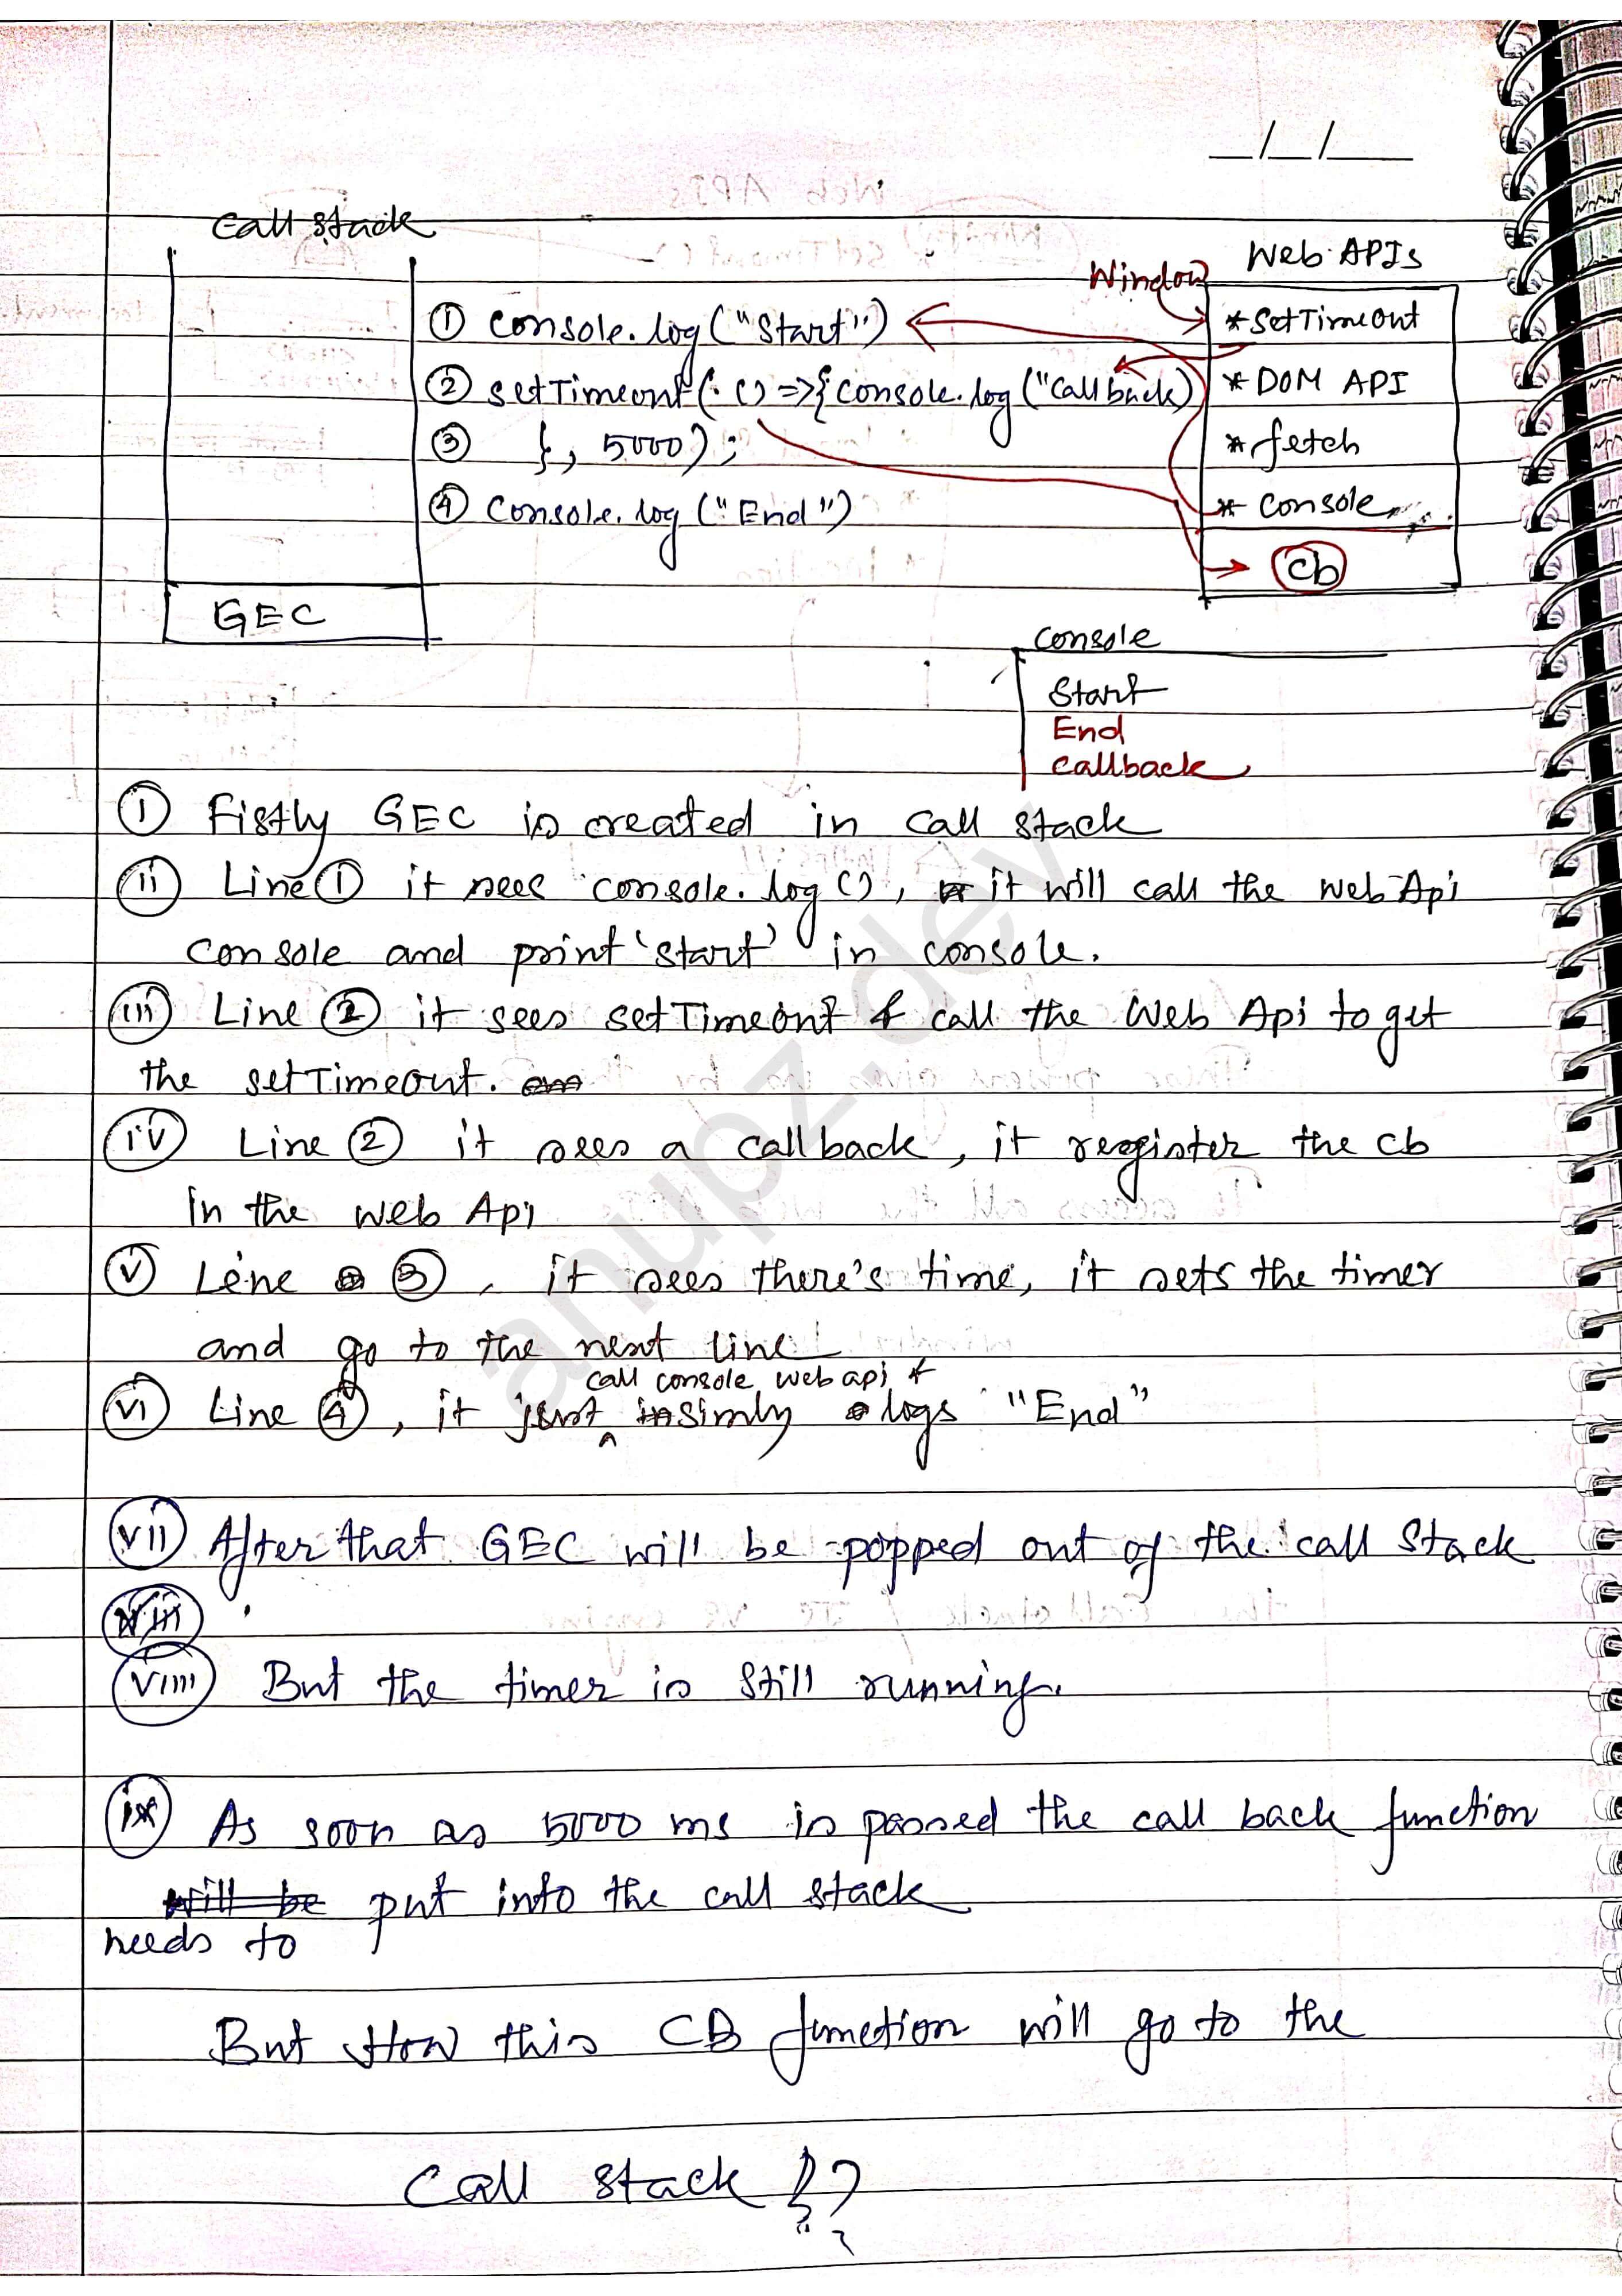 _/_/__
Call Stack
Web APIs
Window
① Console.log("Start")
* SetTimeOut
② setTimeout(() =>{Console.log("Callback)
* DOM API
③ }, 5000);
* fetch
④ Console.log ("End")
* Console
cb
GEC
Console
Start
End
Callback
① Fistly GEC is created in call stack
ⅱ Line ① it sees console.log (), it will call the Web Api
Console and print 'start' in console.
ⅲ Line ② it sees setTimeout & call the Web Api to get
the setTimeout.
ⅳ Line ② it sees a callback, it register the cb
in the Web Api
ⅴ Line ③, it sees there's time, it sets the timer
and go to the next line
call console web api &
ⅵ Line ④, it just simly logs "End"
ⅶ After that GEC will be popped out of the call Stack
viiii But the timer is still running.
ⅸ As soon as 5000 ms is passed the call back function
will be put into the call stack
needs to
But How this CB function will go to the
Call stack ??
?
anupz.dev